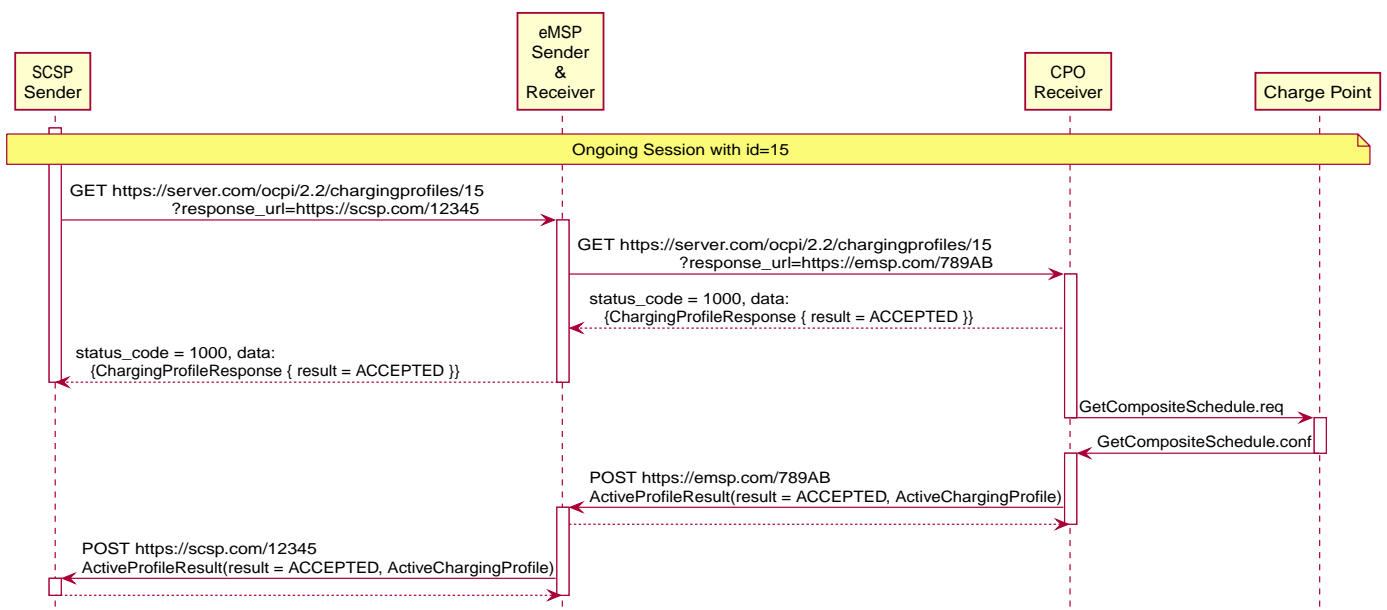 SCSP
Sender
eMSP
Sender
&
Receiver
CPO
Receiver
Charge Point
Ongoing Session with id=15
GET https://server.com/ocpi/2.2/chargingprofiles/15
?response_url=https://scsp.com/12345
GET https://server.com/ocpi/2.2/chargingprofiles/15
?response_url=https://emsp.com/789AB
status_code = 1000, data:
{ChargingProfileResponse { result = ACCEPTED }}
status_code = 1000, data:
{ChargingProfileResponse { result = ACCEPTED }}
GetCompositeSchedule.req
GetCompositeSchedule.conf
POST https://emsp.com/789AB
ActiveProfileResult(result = ACCEPTED, ActiveChargingProfile)
POST https://scsp.com/12345
ActiveProfileResult(result = ACCEPTED, ActiveChargingProfile)